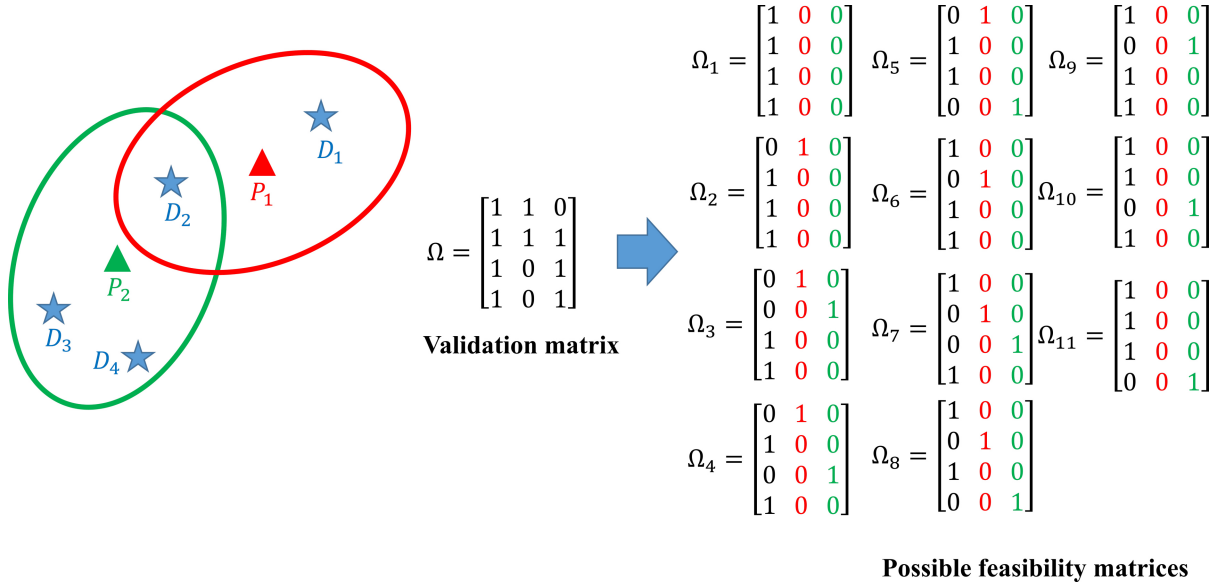 D₁
P₁
D₂
P₂
D₃
D₄
Ω = [1 1 0
1 1 1
1 0 1
1 0 1]
Validation matrix
Ω₁ = [1 0 0
1 0 0
1 0 0
1 0 0]
Ω₂ = [0 1 0
1 0 0
1 0 0
1 0 0]
Ω₃ = [0 1 0
0 0 1
1 0 0
1 0 0]
Ω₄ = [0 1 0
1 0 0
0 0 1
1 0 0]
Ω₅ = [0 1 0
1 0 0
1 0 0
0 0 1]
Ω₆ = [1 0 0
0 1 0
1 0 0
1 0 0]
Ω₇ = [1 0 0
0 1 0
0 0 1
1 0 0]
Ω₈ = [1 0 0
0 1 0
1 0 0
0 0 1]
Ω₉ = [1 0 0
0 0 1
1 0 0
1 0 0]
Ω₁₀ = [1 0 0
1 0 0
0 0 1
1 0 0]
Ω₁₁ = [1 0 0
1 0 0
1 0 0
0 0 1]
Possible feasibility matrices